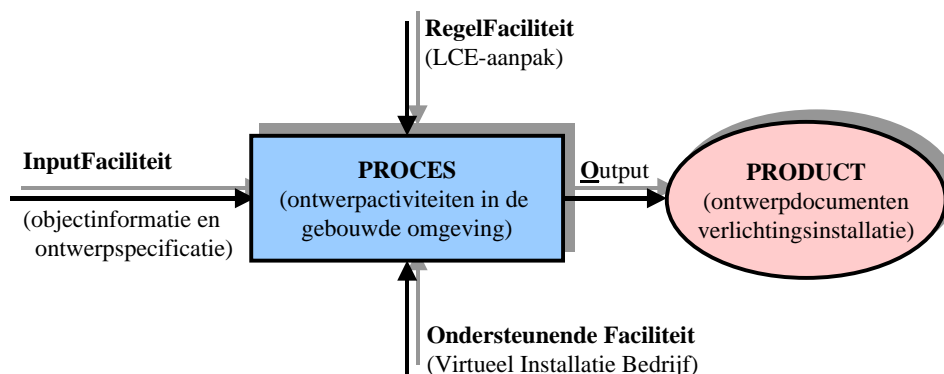 RegelFaciliteit
(LCE-aanpak)
InputFaciliteit
(objectinformatie en
ontwerpspecificatie)
PROCES
(ontwerpactiviteiten in de
gebouwde omgeving)
Output
PRODUCT
(ontwerpdocumenten
verlichtingsinstallatie)
Ondersteunende Faciliteit
(Virtueel Installatie Bedrijf)